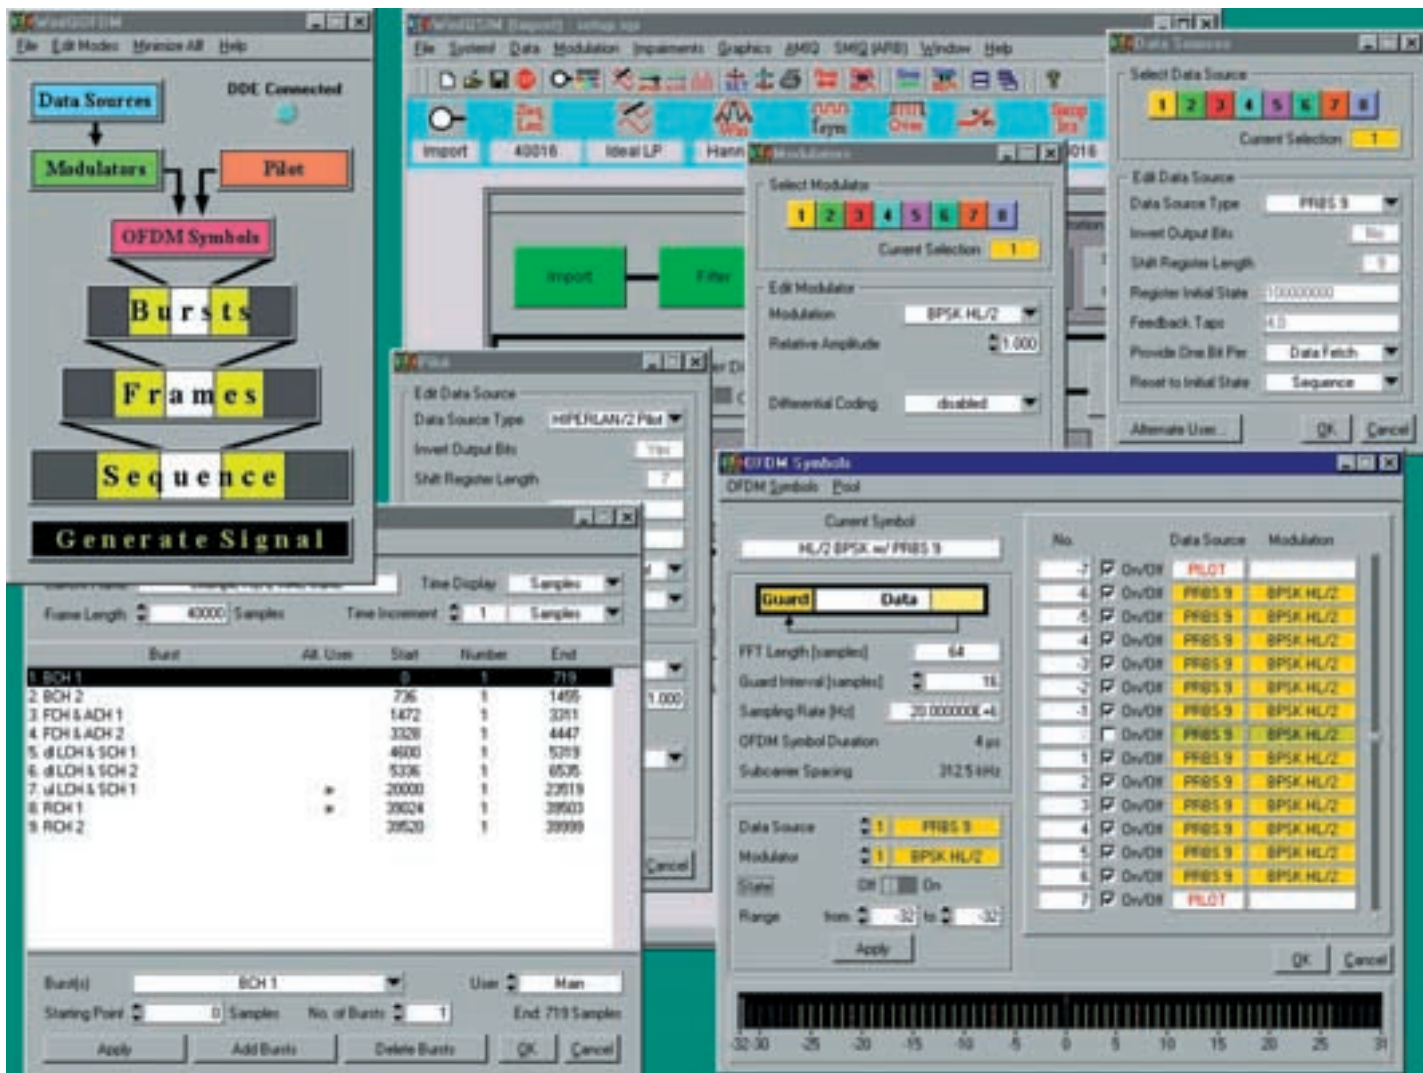 WinIQOFDM
File Edit Modes Minimize All Help
Data Sources
DDE Connected
Modulators
Pilot
OFDM Symbols
Bursts
Frames
Sequence
Generate Signal
WinIQSIM (Import) : setup.iqs
File System! Data Modulation Impairments Graphics AMIQ SMIQ (ARB) Window Help
Import 40016 Ideal LP Hann
Import
Filter
Data Sources
Select Data Source
1 2 3 4 5 6 7 8
Current Selection 1
Edit Data Source
Data Source Type PRBS 9
Invert Output Bits No
Shift Register Length 9
Register Initial State 100000000
Feedback Taps 4,0
Provide One Bit Per Data Fetch
Reset to Initial State Sequence
Alternate User... OK Cancel
Modulators
Select Modulator
1 2 3 4 5 6 7 8
Current Selection 1
Edit Modulator
Modulation BPSK HL/2
Relative Amplitude 1.000
Differential Coding disabled
Pilot
Edit Data Source
Data Source Type HIPERLAN/2 Pilot
Invert Output Bits Yes
Shift Register Length 7
1.000
Cancel
Time Display Samples
Frame Length 40000 Samples Time Increment 1 Samples
Burst Alt. User Start Number End
1. BCH 1 0 1 719
2. BCH 2 736 1 1455
3. FCH & ACH 1 1472 1 3311
4. FCH & ACH 2 3328 1 4447
5. dl LCH & SCH 1 4600 1 5319
6. dl LCH & SCH 2 5336 1 6535
7. ul LCH & SCH 1 * 20000 1 23519
8. RCH 1 * 39024 1 39503
9. RCH 2 39520 1 39999
Burst(s) BCH 1 User Main
Starting Point 0 Samples No. of Bursts 1 End: 719 Samples
Apply Add Bursts Delete Bursts OK Cancel
OFDM Symbols
OFDM Symbols Pool
Current Symbol
HL/2 BPSK w/ PRBS 9
Guard Data
FFT Length [samples] 64
Guard Interval [samples] 16
Sampling Rate [Hz] 20.000000E+6
OFDM Symbol Duration 4 µs
Subcarrier Spacing 312.5 kHz
Data Source 1 PRBS 9
Modulator 1 BPSK HL/2
State Off On
Range from -32 to -32
Apply
No. Data Source Modulation
-7 On/Off PILOT
-6 On/Off PRBS 9 BPSK HL/2
-5 On/Off PRBS 9 BPSK HL/2
-4 On/Off PRBS 9 BPSK HL/2
-3 On/Off PRBS 9 BPSK HL/2
-2 On/Off PRBS 9 BPSK HL/2
-1 On/Off PRBS 9 BPSK HL/2
On/Off PRBS 9 BPSK HL/2
1 On/Off PRBS 9 BPSK HL/2
2 On/Off PRBS 9 BPSK HL/2
3 On/Off PRBS 9 BPSK HL/2
4 On/Off PRBS 9 BPSK HL/2
5 On/Off PRBS 9 BPSK HL/2
6 On/Off PRBS 9 BPSK HL/2
7 On/Off PILOT
OK Cancel
-32 -30 -25 -20 -15 -10 -5 0 5 10 15 20 25 31